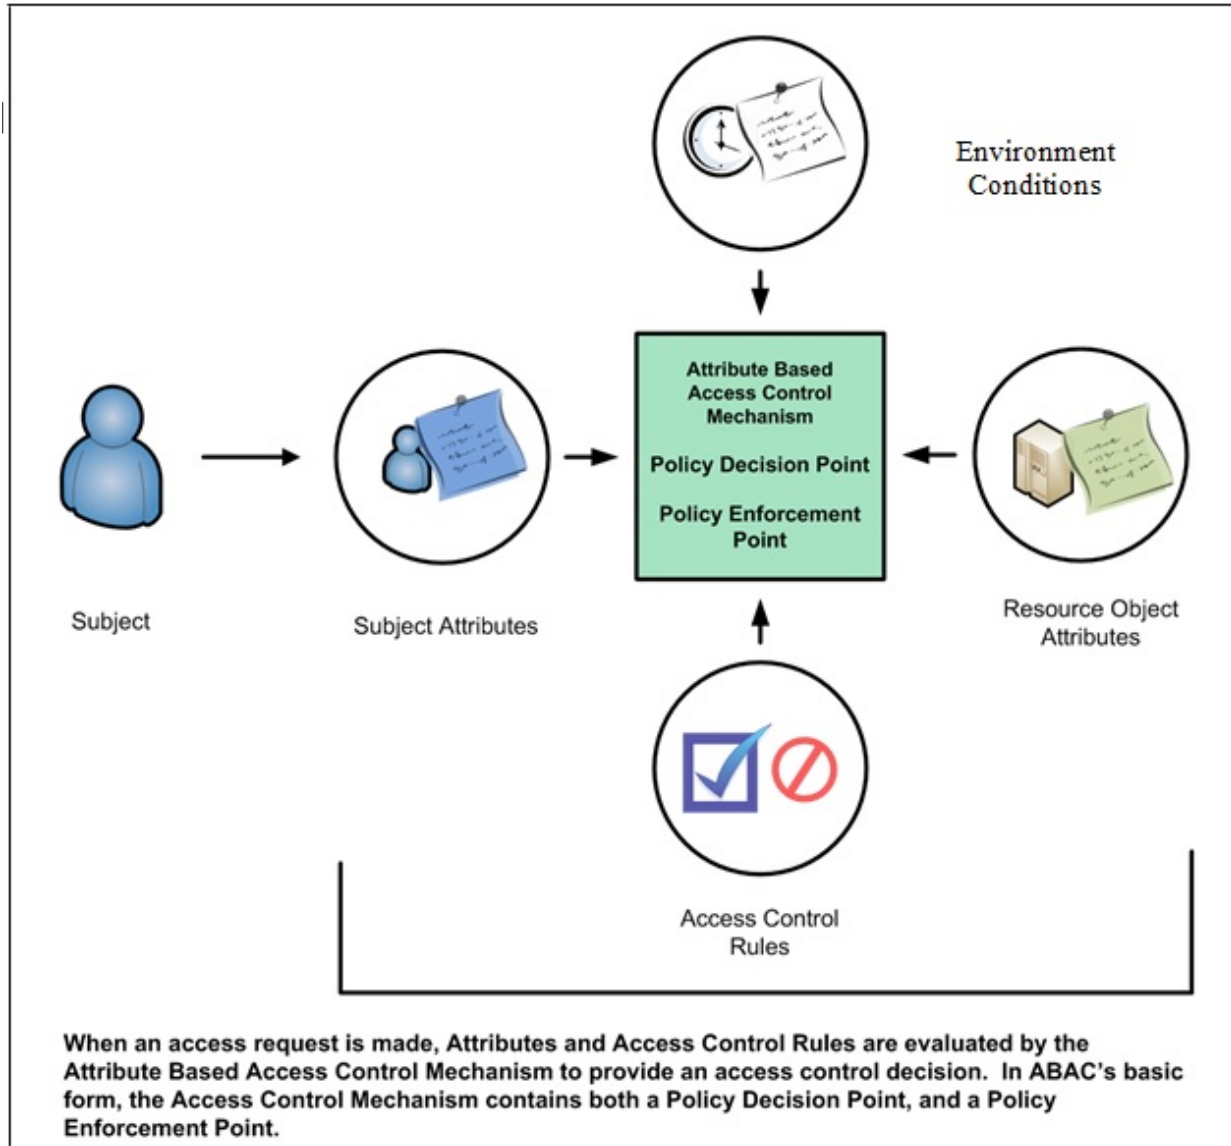 Environment
Conditions
Attribute Based
Access Control
Mechanism
Policy Decision Point
Policy Enforcement
Point
Subject
Subject Attributes
Resource Object
Attributes
Access Control
Rules
When an access request is made, Attributes and Access Control Rules are evaluated by the
Attribute Based Access Control Mechanism to provide an access control decision.  In ABAC's basic
form, the Access Control Mechanism contains both a Policy Decision Point, and a Policy
Enforcement Point.